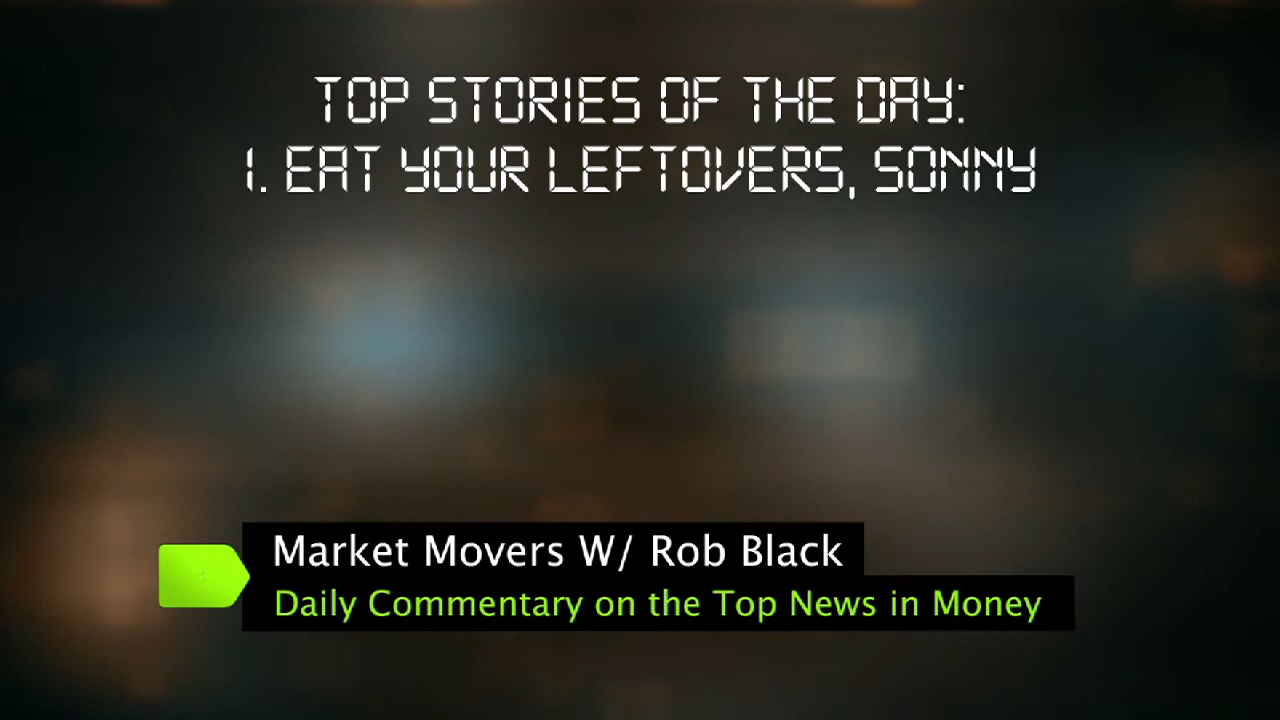 TOP STORIES OF THE DAY:
1. EAT YOUR LEFTOVERS, SONNY
Market Movers W/ Rob Black
Daily Commentary on the Top News in Money